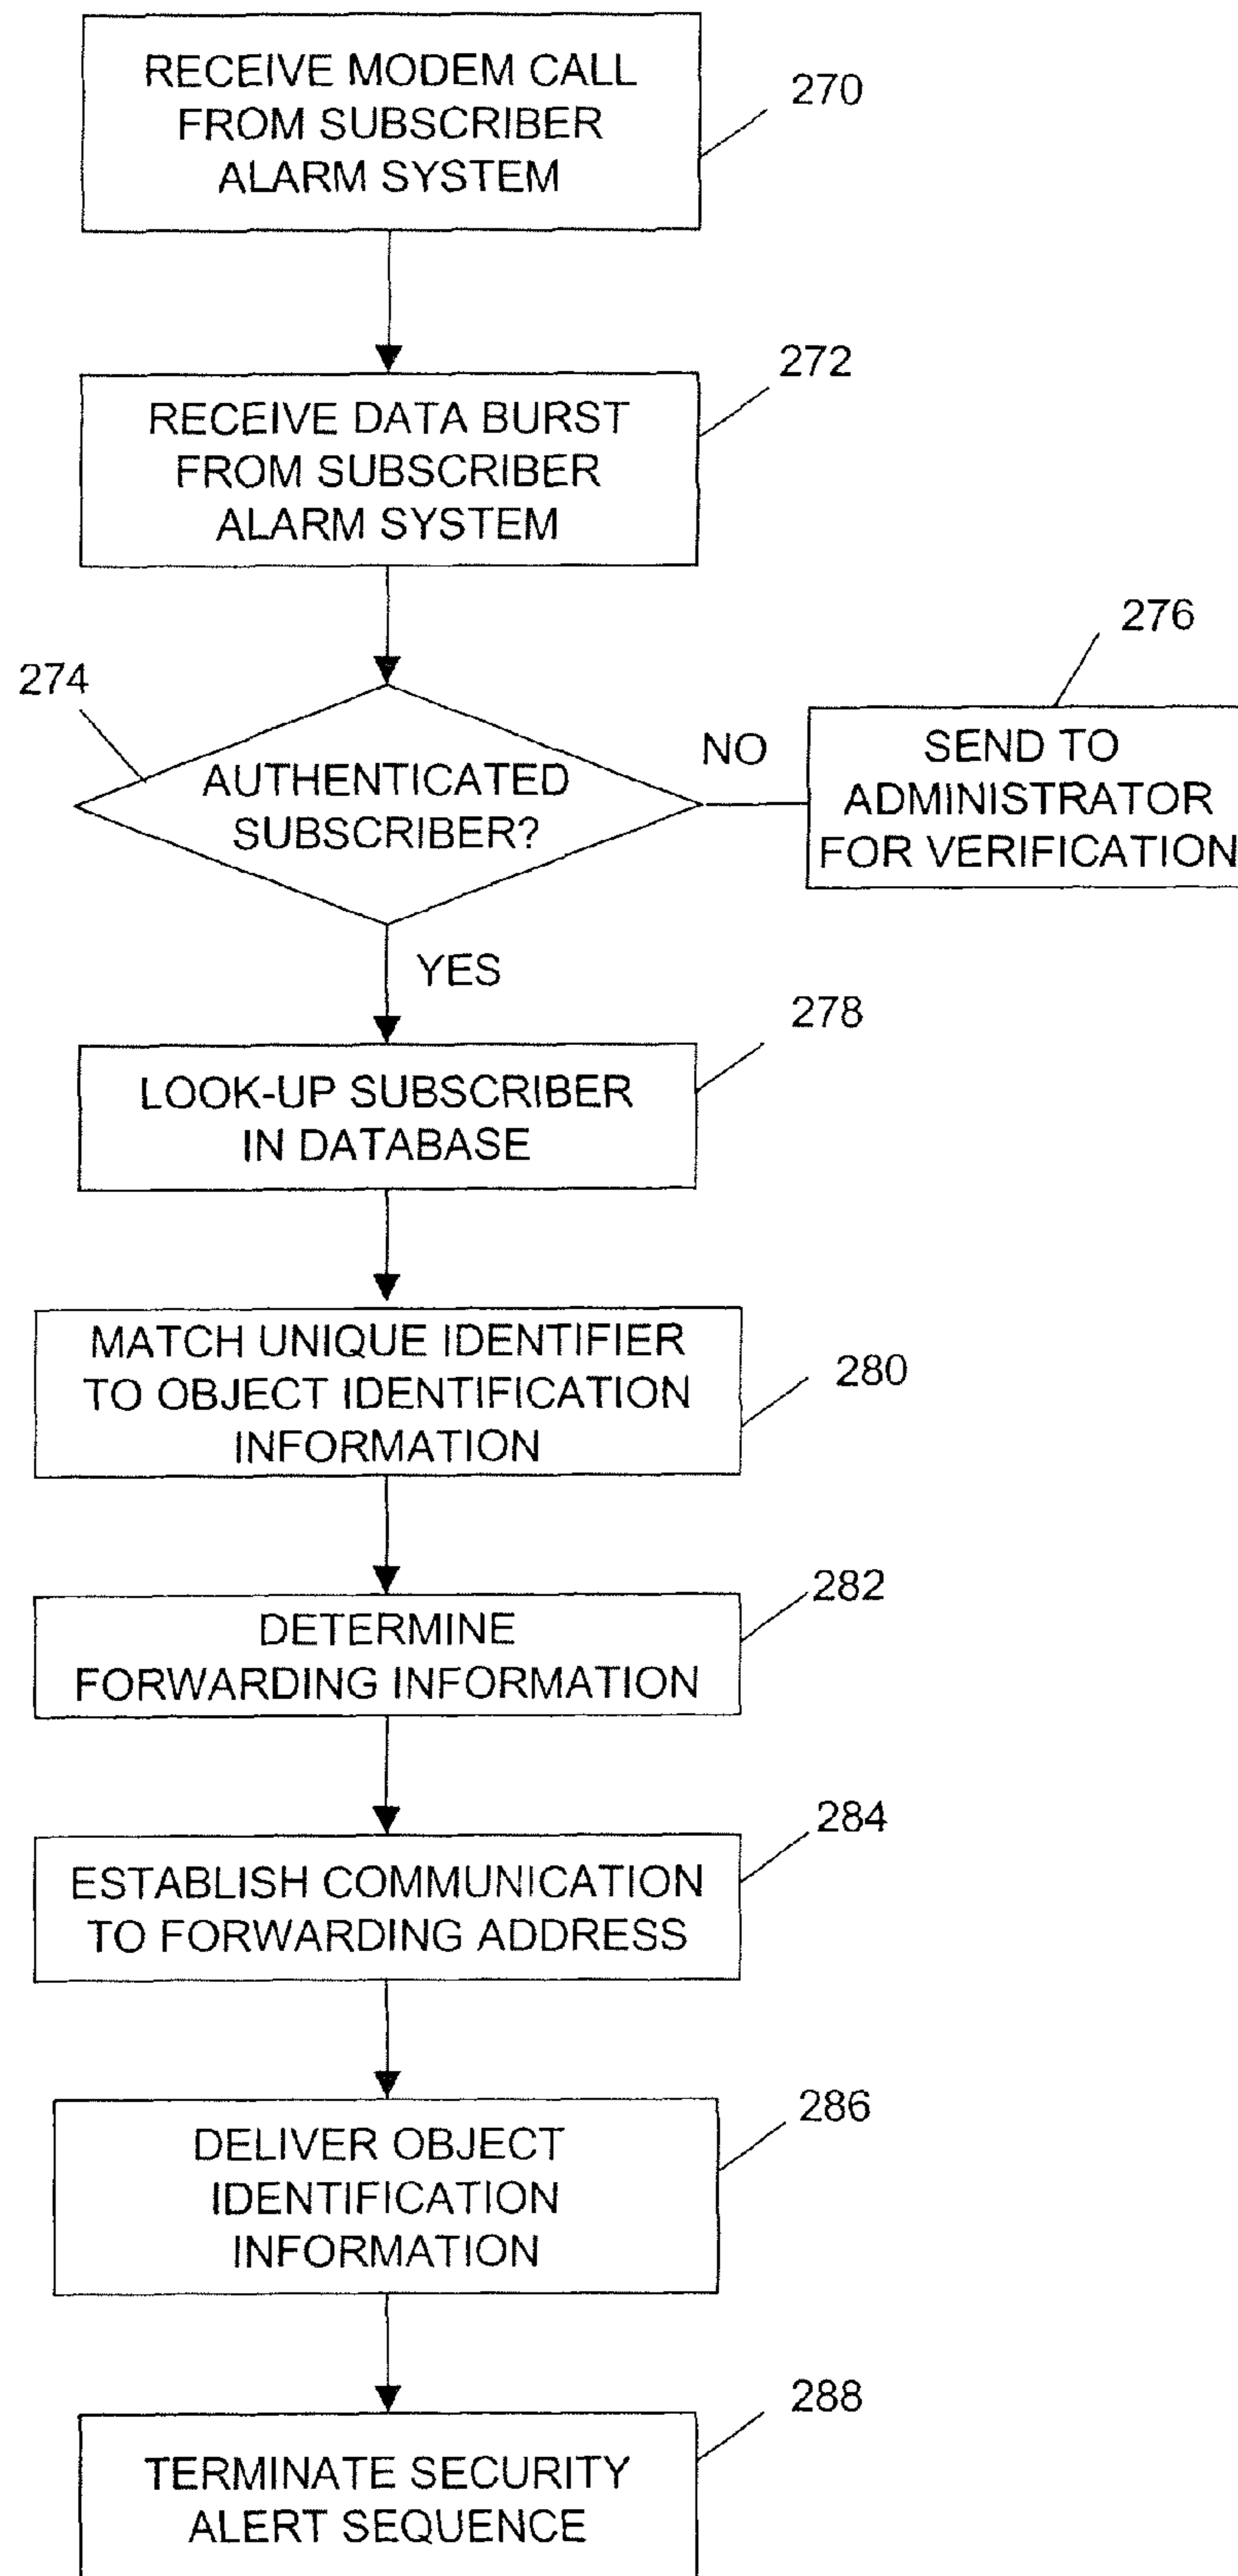 RECEIVE MODEM CALL
FROM SUBSCRIBER
ALARM SYSTEM
270
RECEIVE DATA BURST
FROM SUBSCRIBER
ALARM SYSTEM
272
274
AUTHENTICATED
SUBSCRIBER?
NO
276
SEND TO
ADMINISTRATOR
FOR VERIFICATION
YES
278
LOOK-UP SUBSCRIBER
IN DATABASE
MATCH UNIQUE IDENTIFIER
TO OBJECT IDENTIFICATION
INFORMATION
280
DETERMINE
FORWARDING INFORMATION
282
ESTABLISH COMMUNICATION
TO FORWARDING ADDRESS
284
DELIVER OBJECT
IDENTIFICATION
INFORMATION
286
TERMINATE SECURITY
ALERT SEQUENCE
288